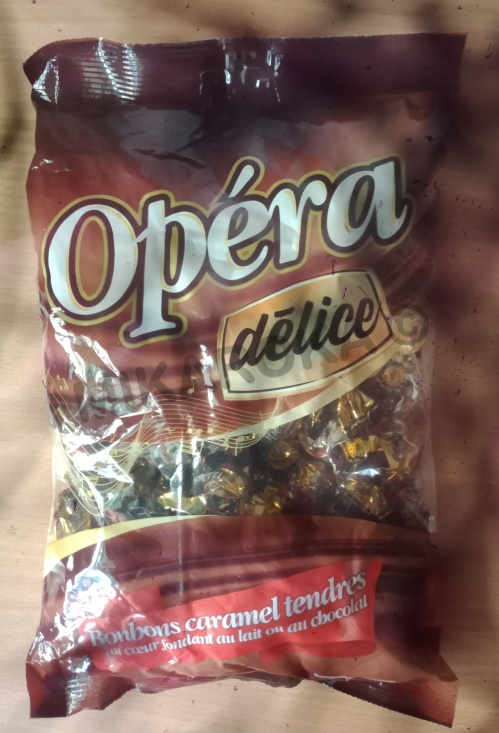 Opéra
délice
Bonbons caramel tendres
au cœur fondant au lait ou au chocolat